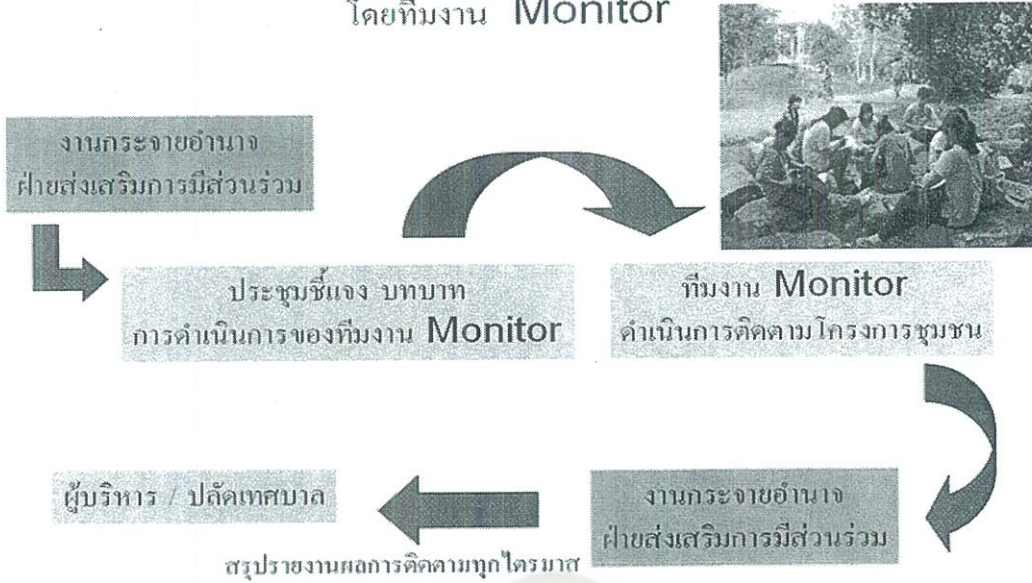 โดยทีมงาน Monitor
งานกระจายอำนาจ
ฝ่ายส่งเสริมการมีส่วนร่วม
ประชุมชี้แจง บทบาท
การดำเนินการของทีมงาน Monitor
ทีมงาน Monitor
ดำเนินการติดตามโครงการชุมชน
งานกระจายอำนาจ
ฝ่ายส่งเสริมการมีส่วนร่วม
ผู้บริหาร / ปลัดเทศบาล
สรุปรายงานผลการติดตามทุกไตรมาส